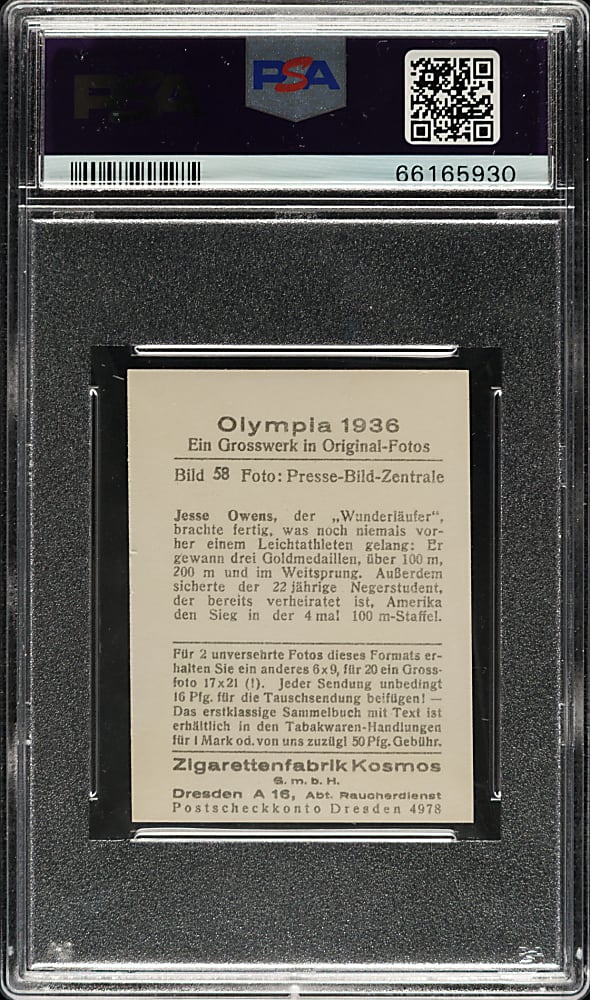 PSA
66165930
Olympia 1936
Ein Grosswerk in Original-Fotos
Bild 58 Foto: Presse-Bild-Zentrale
Jesse Owens, der „Wunderläufer“,
brachte fertig, was noch niemals vor-
her einem Leichtathleten gelang: Er
gewann drei Goldmedaillen, über 100 m,
200 m und im Weitsprung. Außerdem
sicherte der 22 jährige Negerstudent,
der bereits verheiratet ist, Amerika
den Sieg in der 4 mal 100 m-Staffel.
Für 2 unversehrte Fotos dieses Formats er-
halten Sie ein anderes 6x9, für 20 ein Gross-
foto 17x21 (!). Jeder Sendung unbedingt
16 Pfg. für die Tauschsendung beifügen! —
Das erstklassige Sammelbuch mit Text ist
erhältlich in den Tabakwaren-Handlungen
für 1 Mark od. von uns zuzügl 50 Pfg. Gebühr.
Zigarettenfabrik Kosmos
G. m. b. H.
Dresden A 16, Abt. Raucherdienst
Postscheckkonto Dresden 4978